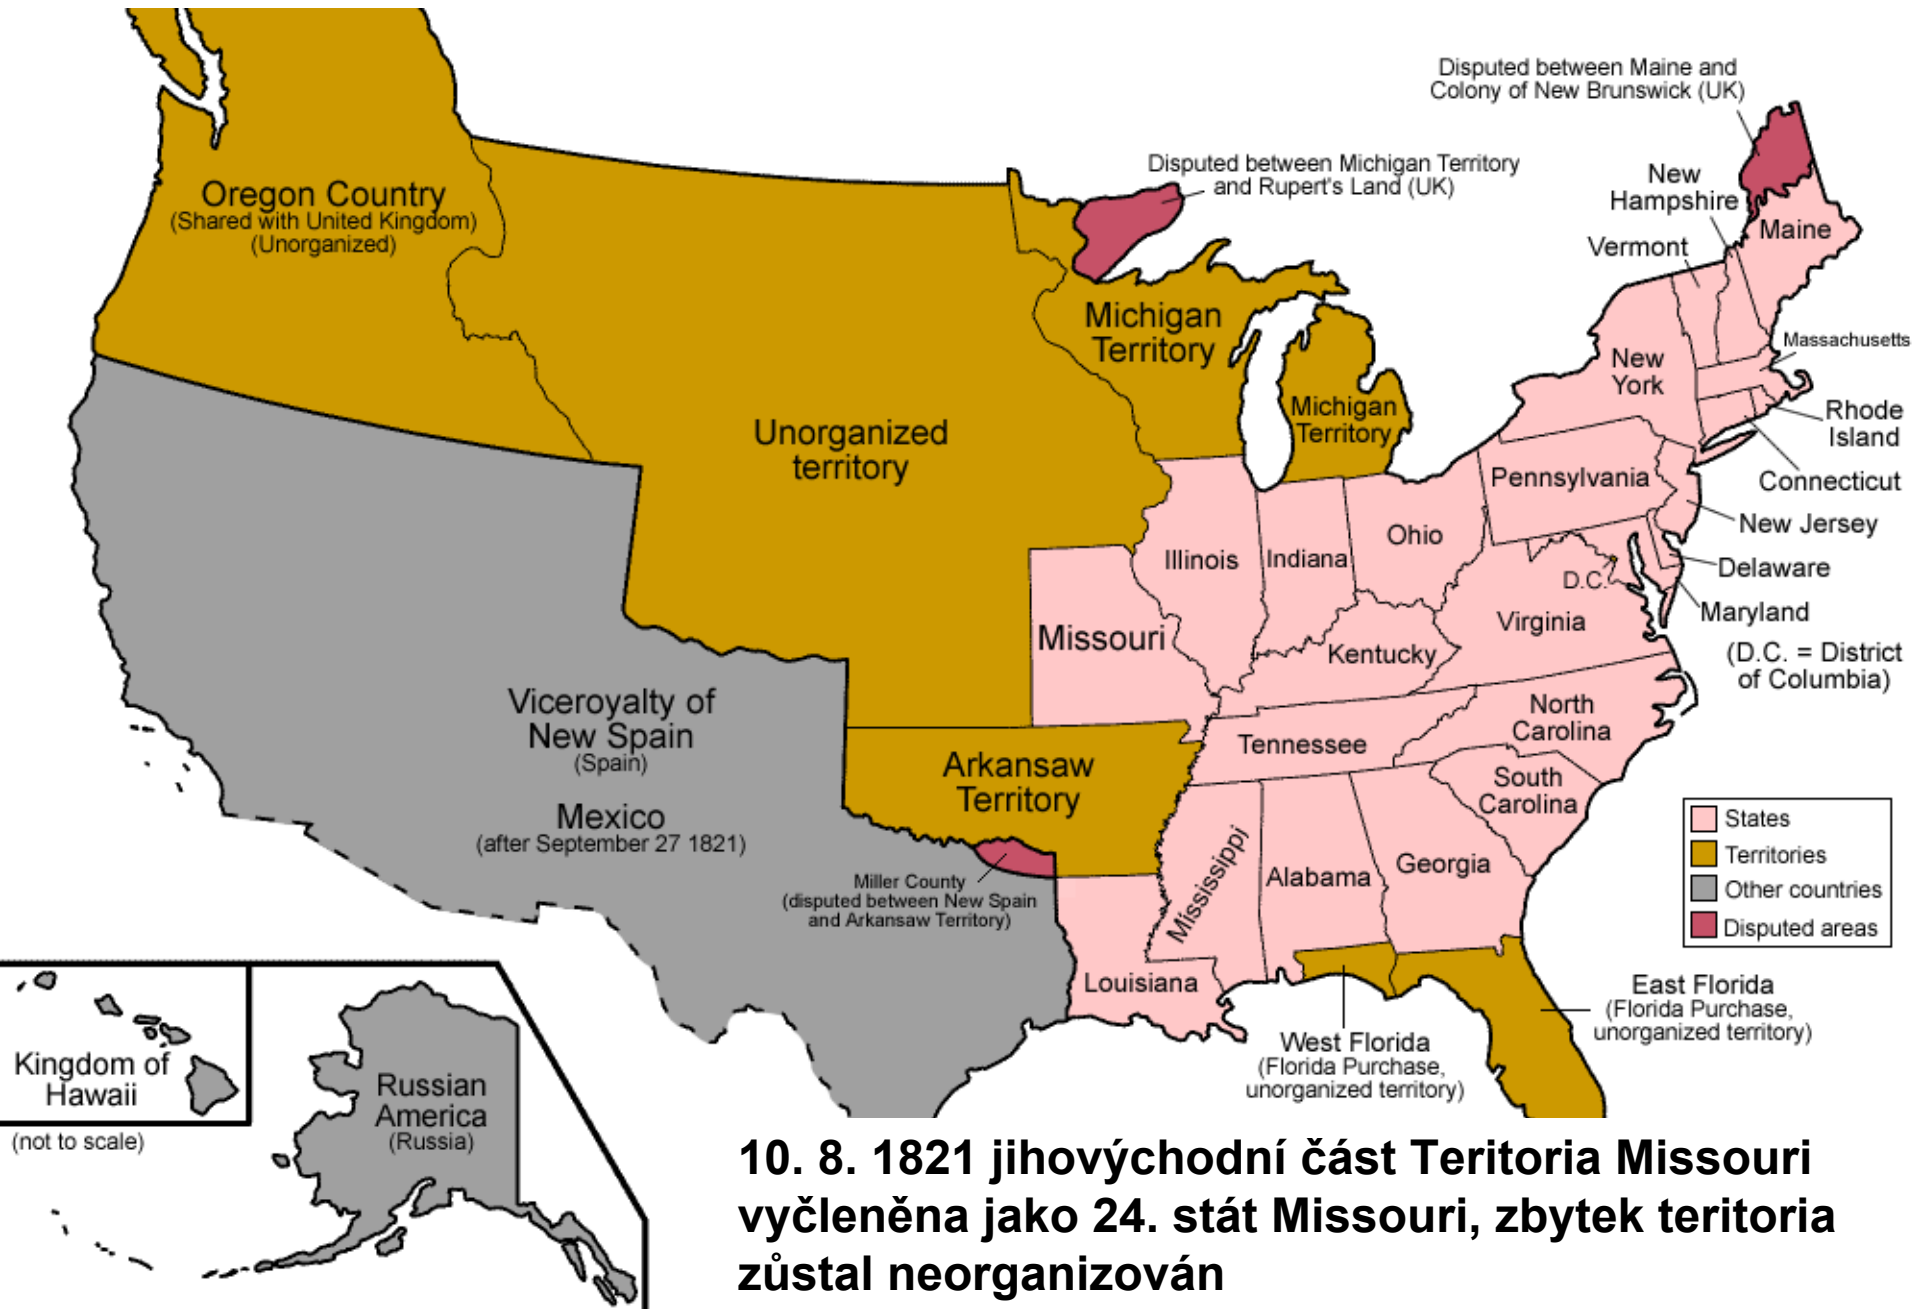 Disputed between Maine and
Colony of New Brunswick (UK)
Disputed between Michigan Territory
and Rupert's Land (UK)
New
Hampshire
Vermont
Maine
Oregon Country
(Shared with United Kingdom)
(Unorganized)
Michigan
Territory
Massachusetts
New
York
Michigan
Territory
Rhode
Island
Unorganized
territory
Connecticut
Pennsylvania
New Jersey
Ohio
Illinois
Indiana
Delaware
D.C.
Maryland
Virginia
Missouri
Kentucky
(D.C. = District
of Columbia)
Viceroyalty of
New Spain
(Spain)
North
Carolina
Tennessee
Arkansaw
Territory
South
Carolina
Mexico
(after September 27 1821)
States
Territories
Other countries
Disputed areas
Mississippi
Alabama
Georgia
Miller County
(disputed between New Spain
and Arkansaw Territory)
Louisiana
East Florida
(Florida Purchase,
unorganized territory)
West Florida
(Florida Purchase,
unorganized territory)
Kingdom of
Hawaii
(not to scale)
Russian
America
(Russia)
10. 8. 1821 jihovýchodní část Teritoria Missouri
vyčleněna jako 24. stát Missouri, zbytek teritoria
zůstal neorganizován